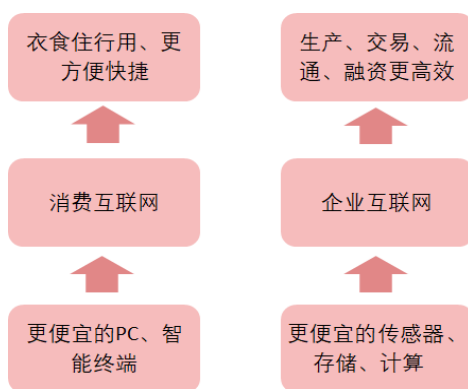 衣食住行用、更
方便快捷
生产、交易、流
通、融资更高效
消费互联网
企业互联网
更便宜的PC、智
能终端
更便宜的传感器、
存储、计算